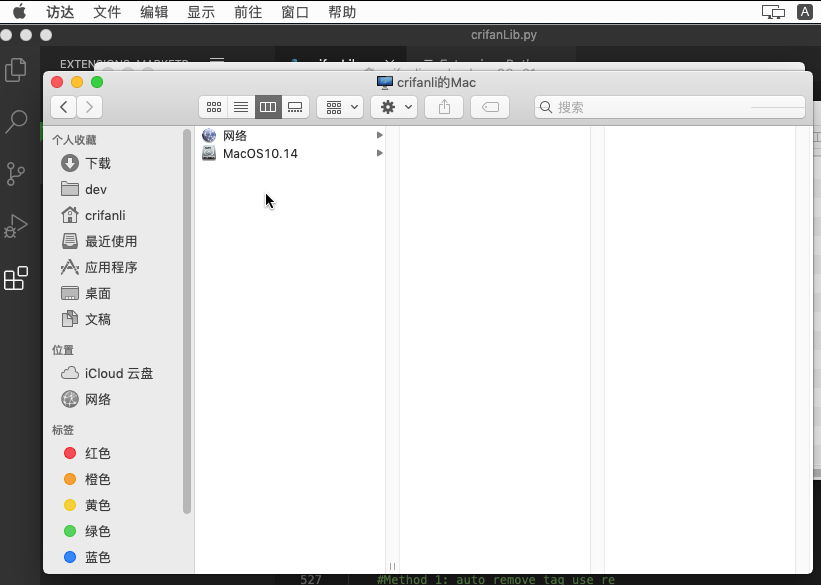 访达 文件 编辑 显示 前往 窗口 帮助 A
crifanLib.py
crifanli的Mac
搜索
个人收藏
下载
dev
crifanli
最近使用
应用程序
桌面
文稿
位置
iCloud 云盘
网络
标签
红色
橙色
黄色
绿色
蓝色
网络
MacOS10.14
527 #Method 1: auto remove tag use re